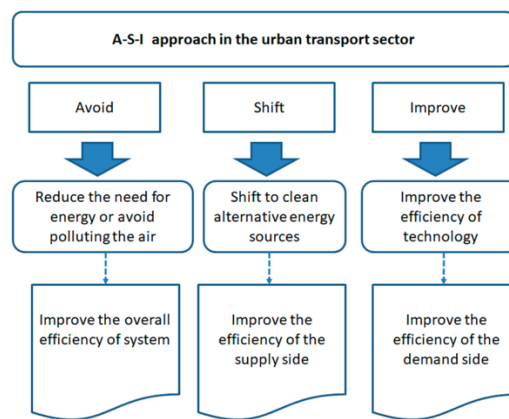 A-S-I approach in the urban transport sector
Avoid
Shift
Improve
Reduce the need for
energy or avoid
polluting the air
Shift to clean
alternative energy
sources
Improve the
efficiency of
technology
Improve the overall
efficiency of system
Improve the
efficiency of the
supply side
Improve the
efficiency of the
demand side